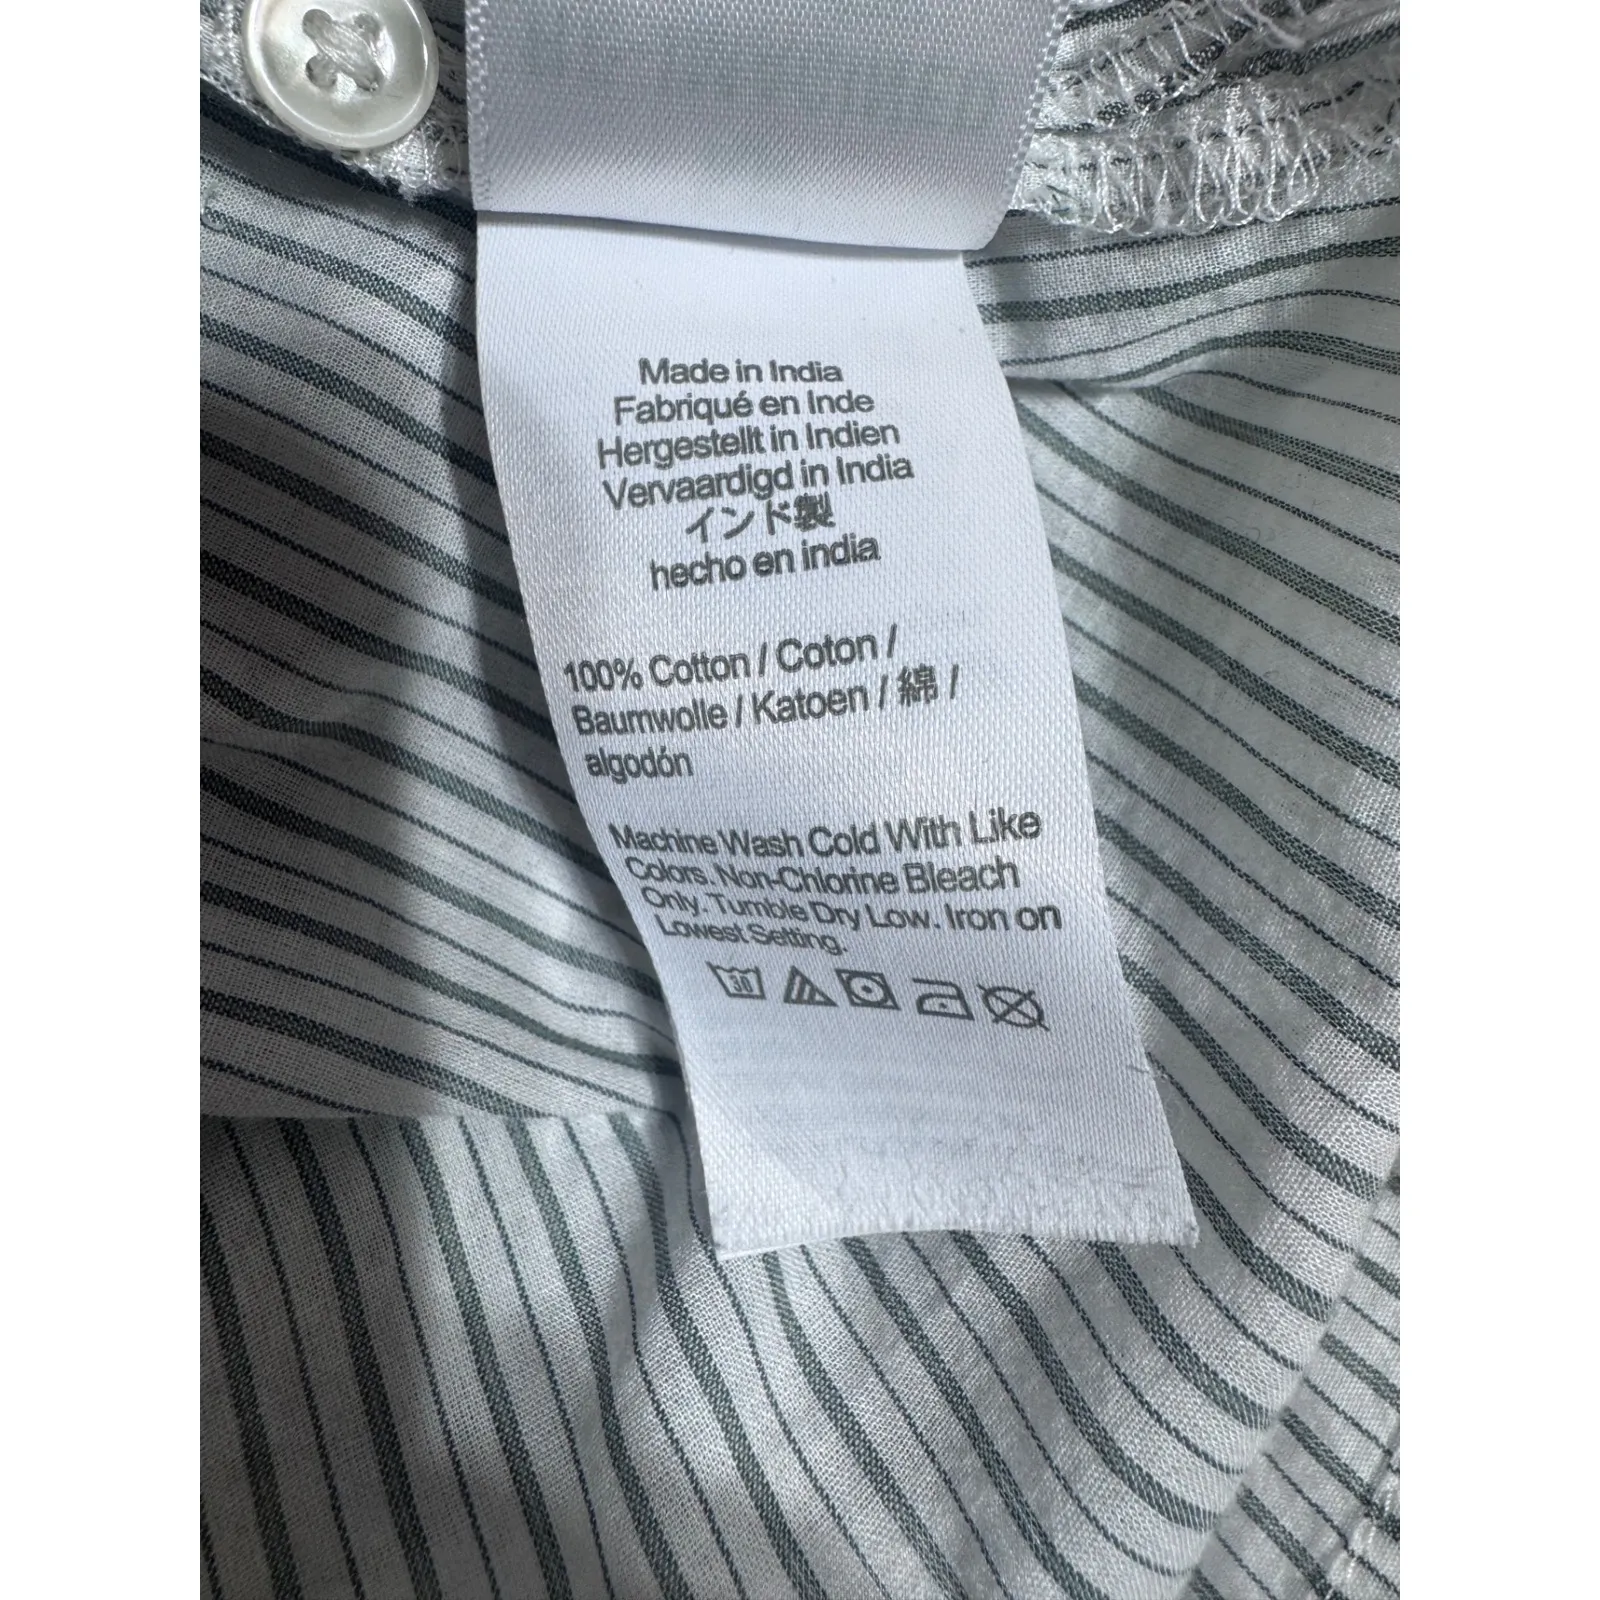 Made in India
Fabriqué en Inde
Hergestellt in Indien
Vervaardigd in India
インド製
hecho en india
100% Cotton / Coton /
Baumwolle / Katoen / 綿 /
algodón
Machine Wash Cold With Like
Colors. Non-Chlorine Bleach
Only. Tumble Dry Low. Iron on
Lowest Setting.
30